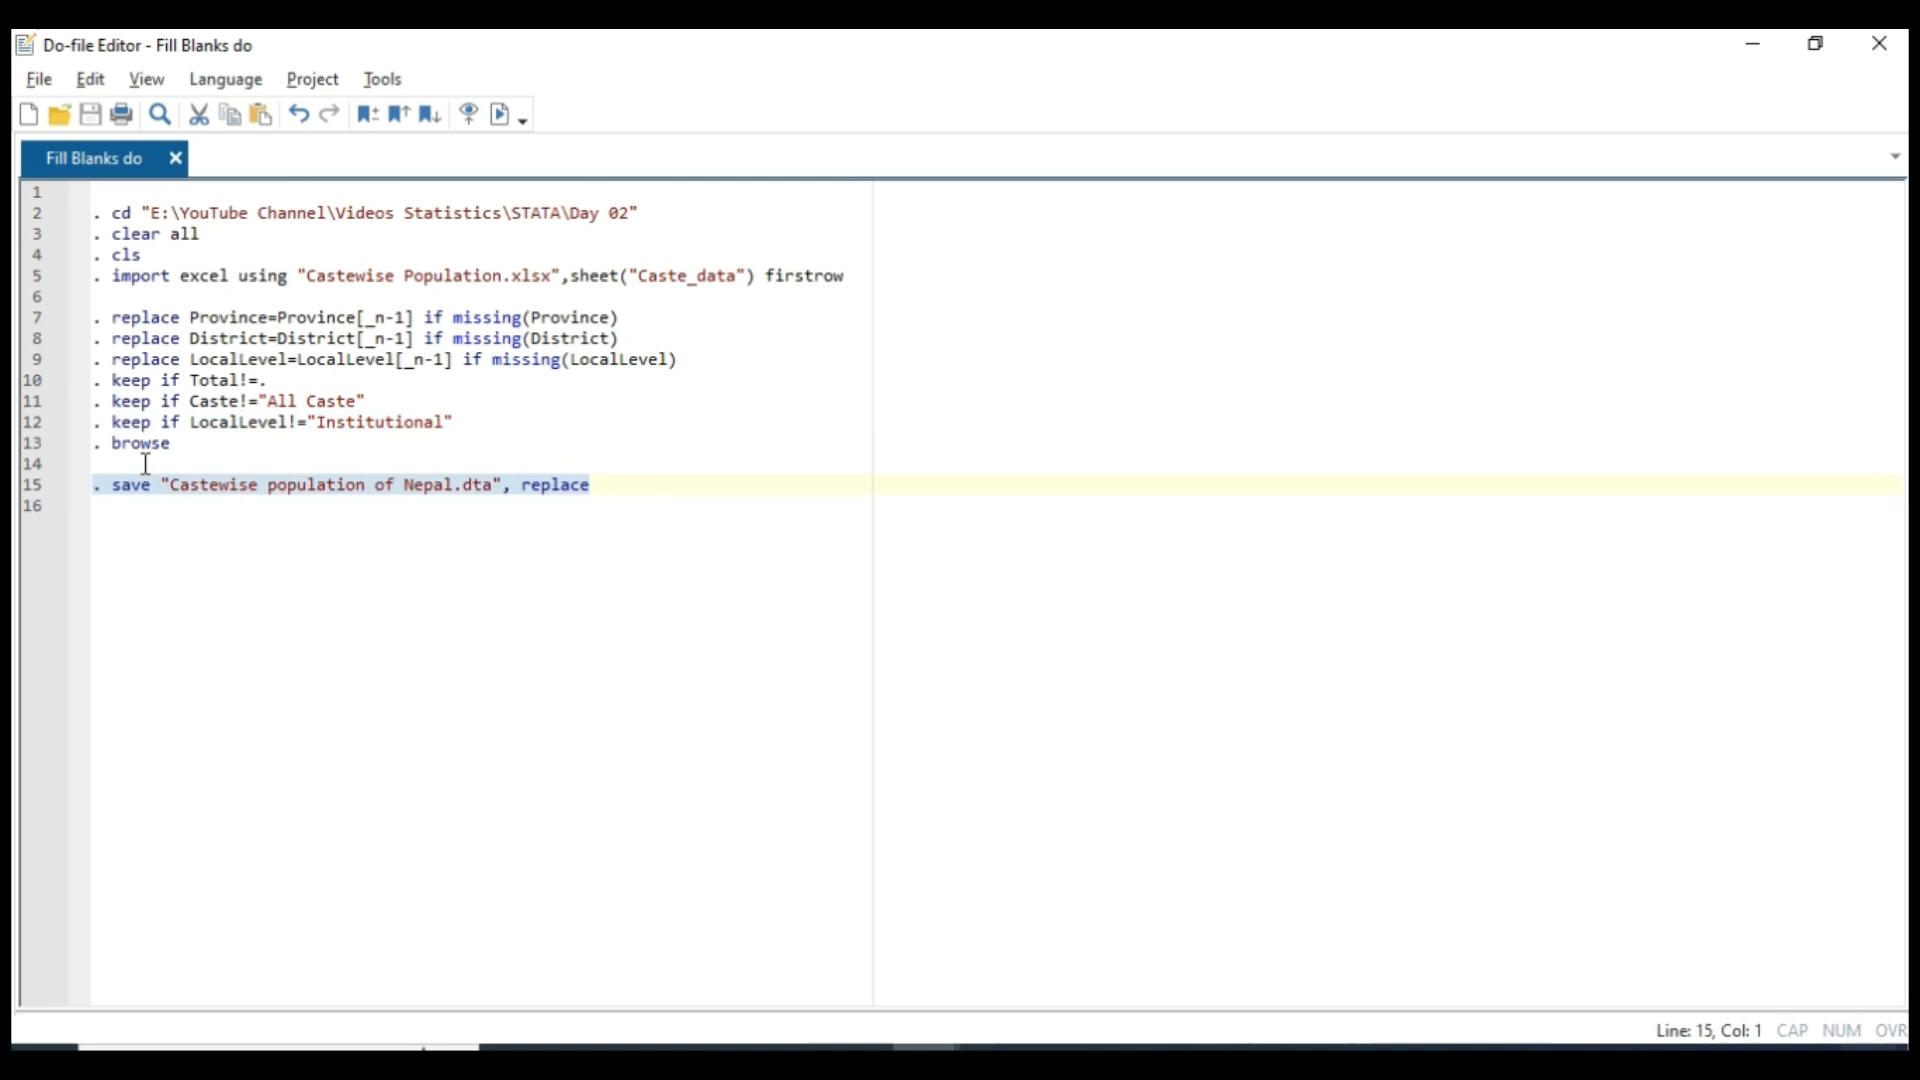 Do-file Editor - Fill Blanks do
File Edit View Language Project Tools
Fill Blanks do
1
2 . cd "E:\YouTube Channel\Videos Statistics\STATA\Day 02"
3 . clear all
4 . cls
5 . import excel using "Castewise Population.xlsx",sheet("Caste_data") firstrow
6
7 . replace Province=Province[_n-1] if missing(Province)
8 . replace District=District[_n-1] if missing(District)
9 . replace LocalLevel=LocalLevel[_n-1] if missing(LocalLevel)
10 . keep if Total!=.
11 . keep if Caste!="All Caste"
12 . keep if LocalLevel!="Institutional"
13 . browse
14
15 . save "Castewise population of Nepal.dta", replace
16
Line: 15, Col: 1 CAP NUM OVR